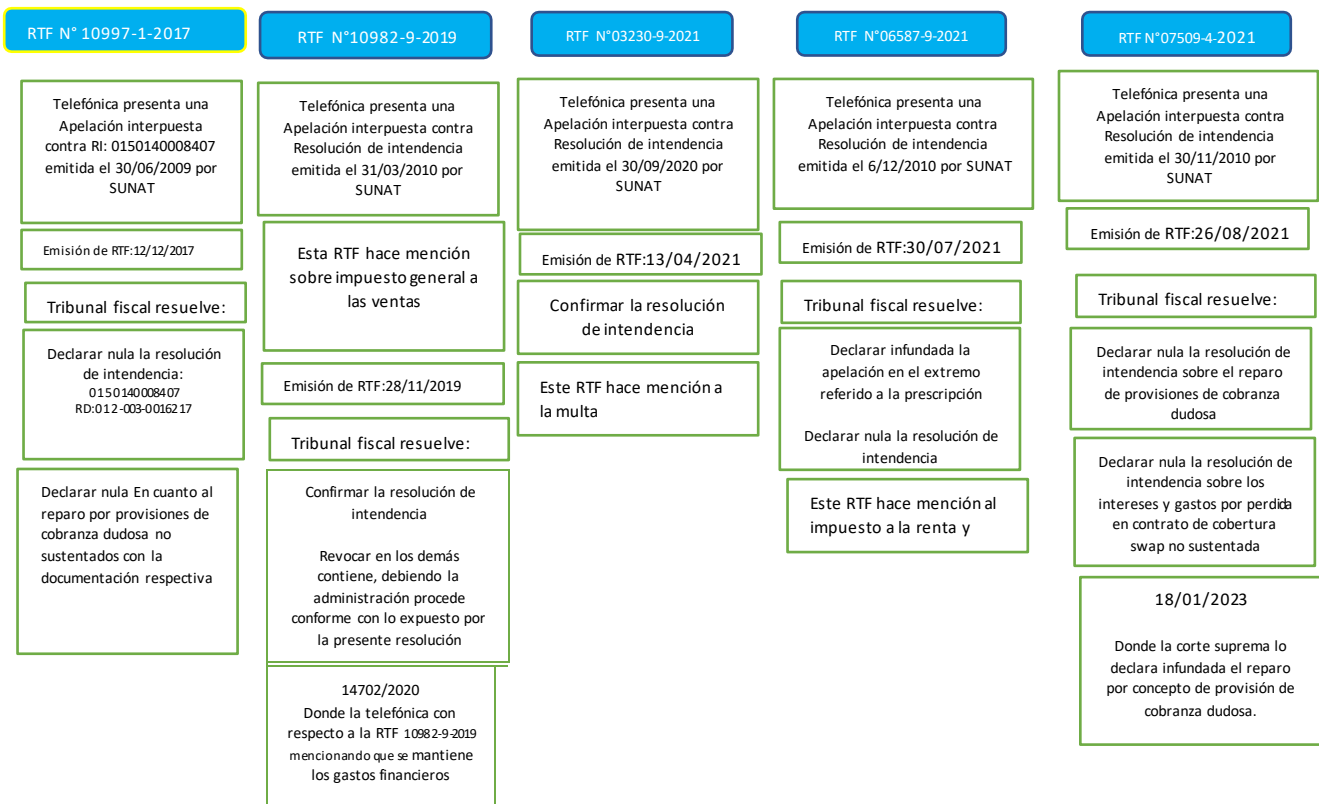 RTF N° 10997-1-2017
Telefónica presenta una
Apelación interpuesta
contra RI: 0150140008407
emitida el 30/06/2009 por
SUNAT
Emisión de RTF:12/12/2017
Tribunal fiscal resuelve:
Declarar nula la resolución
de intendencia:
0150140008407
RD:012-003-0016217
Declarar nula En cuanto al
reparo por provisiones de
cobranza dudosa no
sustentados con la
documentación respectiva
RTF N°10982-9-2019
Telefónica presenta una
Apelación interpuesta contra
Resolución de intendencia
emitida el 31/03/2010 por
SUNAT
Esta RTF hace mención
sobre impuesto general a
las ventas
Emisión de RTF:28/11/2019
Tribunal fiscal resuelve:
Confirmar la resolución de
intendencia
Revocar en los demás
contiene, debiendo la
administración procede
conforme con lo expuesto por
la presente resolución
14702/2020
Donde la telefónica con
respecto a la RTF 10982-9-2019
mencionando que se mantiene
los gastos financieros
RTF N°03230-9-2021
Telefónica presenta una
Apelación interpuesta contra
Resolución de intendencia
emitida el 30/09/2020 por
SUNAT
Emisión de RTF:13/04/2021
Confirmar la resolución
de intendencia
Este RTF hace mención a
la multa
RTF N°06587-9-2021
Telefónica presenta una
Apelación interpuesta contra
Resolución de intendencia
emitida el 6/12/2010 por SUNAT
Emisión de RTF:30/07/2021
Tribunal fiscal resuelve:
Declarar infundada la
apelación en el extremo
referido a la prescripción
Declarar nula la resolución de
intendencia
Este RTF hace mención al
impuesto a la renta y
RTF N°07509-4-2021
Telefónica presenta una
Apelación interpuesta contra
Resolución de intendencia
emitida el 30/11/2010 por
SUNAT
Emisión de RTF:26/08/2021
Tribunal fiscal resuelve:
Declarar nula la resolución de
intendencia sobre el reparo
de provisiones de cobranza
dudosa
Declarar nula la resolución de
intendencia sobre los
intereses y gastos por perdida
en contrato de cobertura
swap no sustentada
18/01/2023
Donde la corte suprema lo
declara infundada el reparo
por concepto de provisión de
cobranza dudosa.